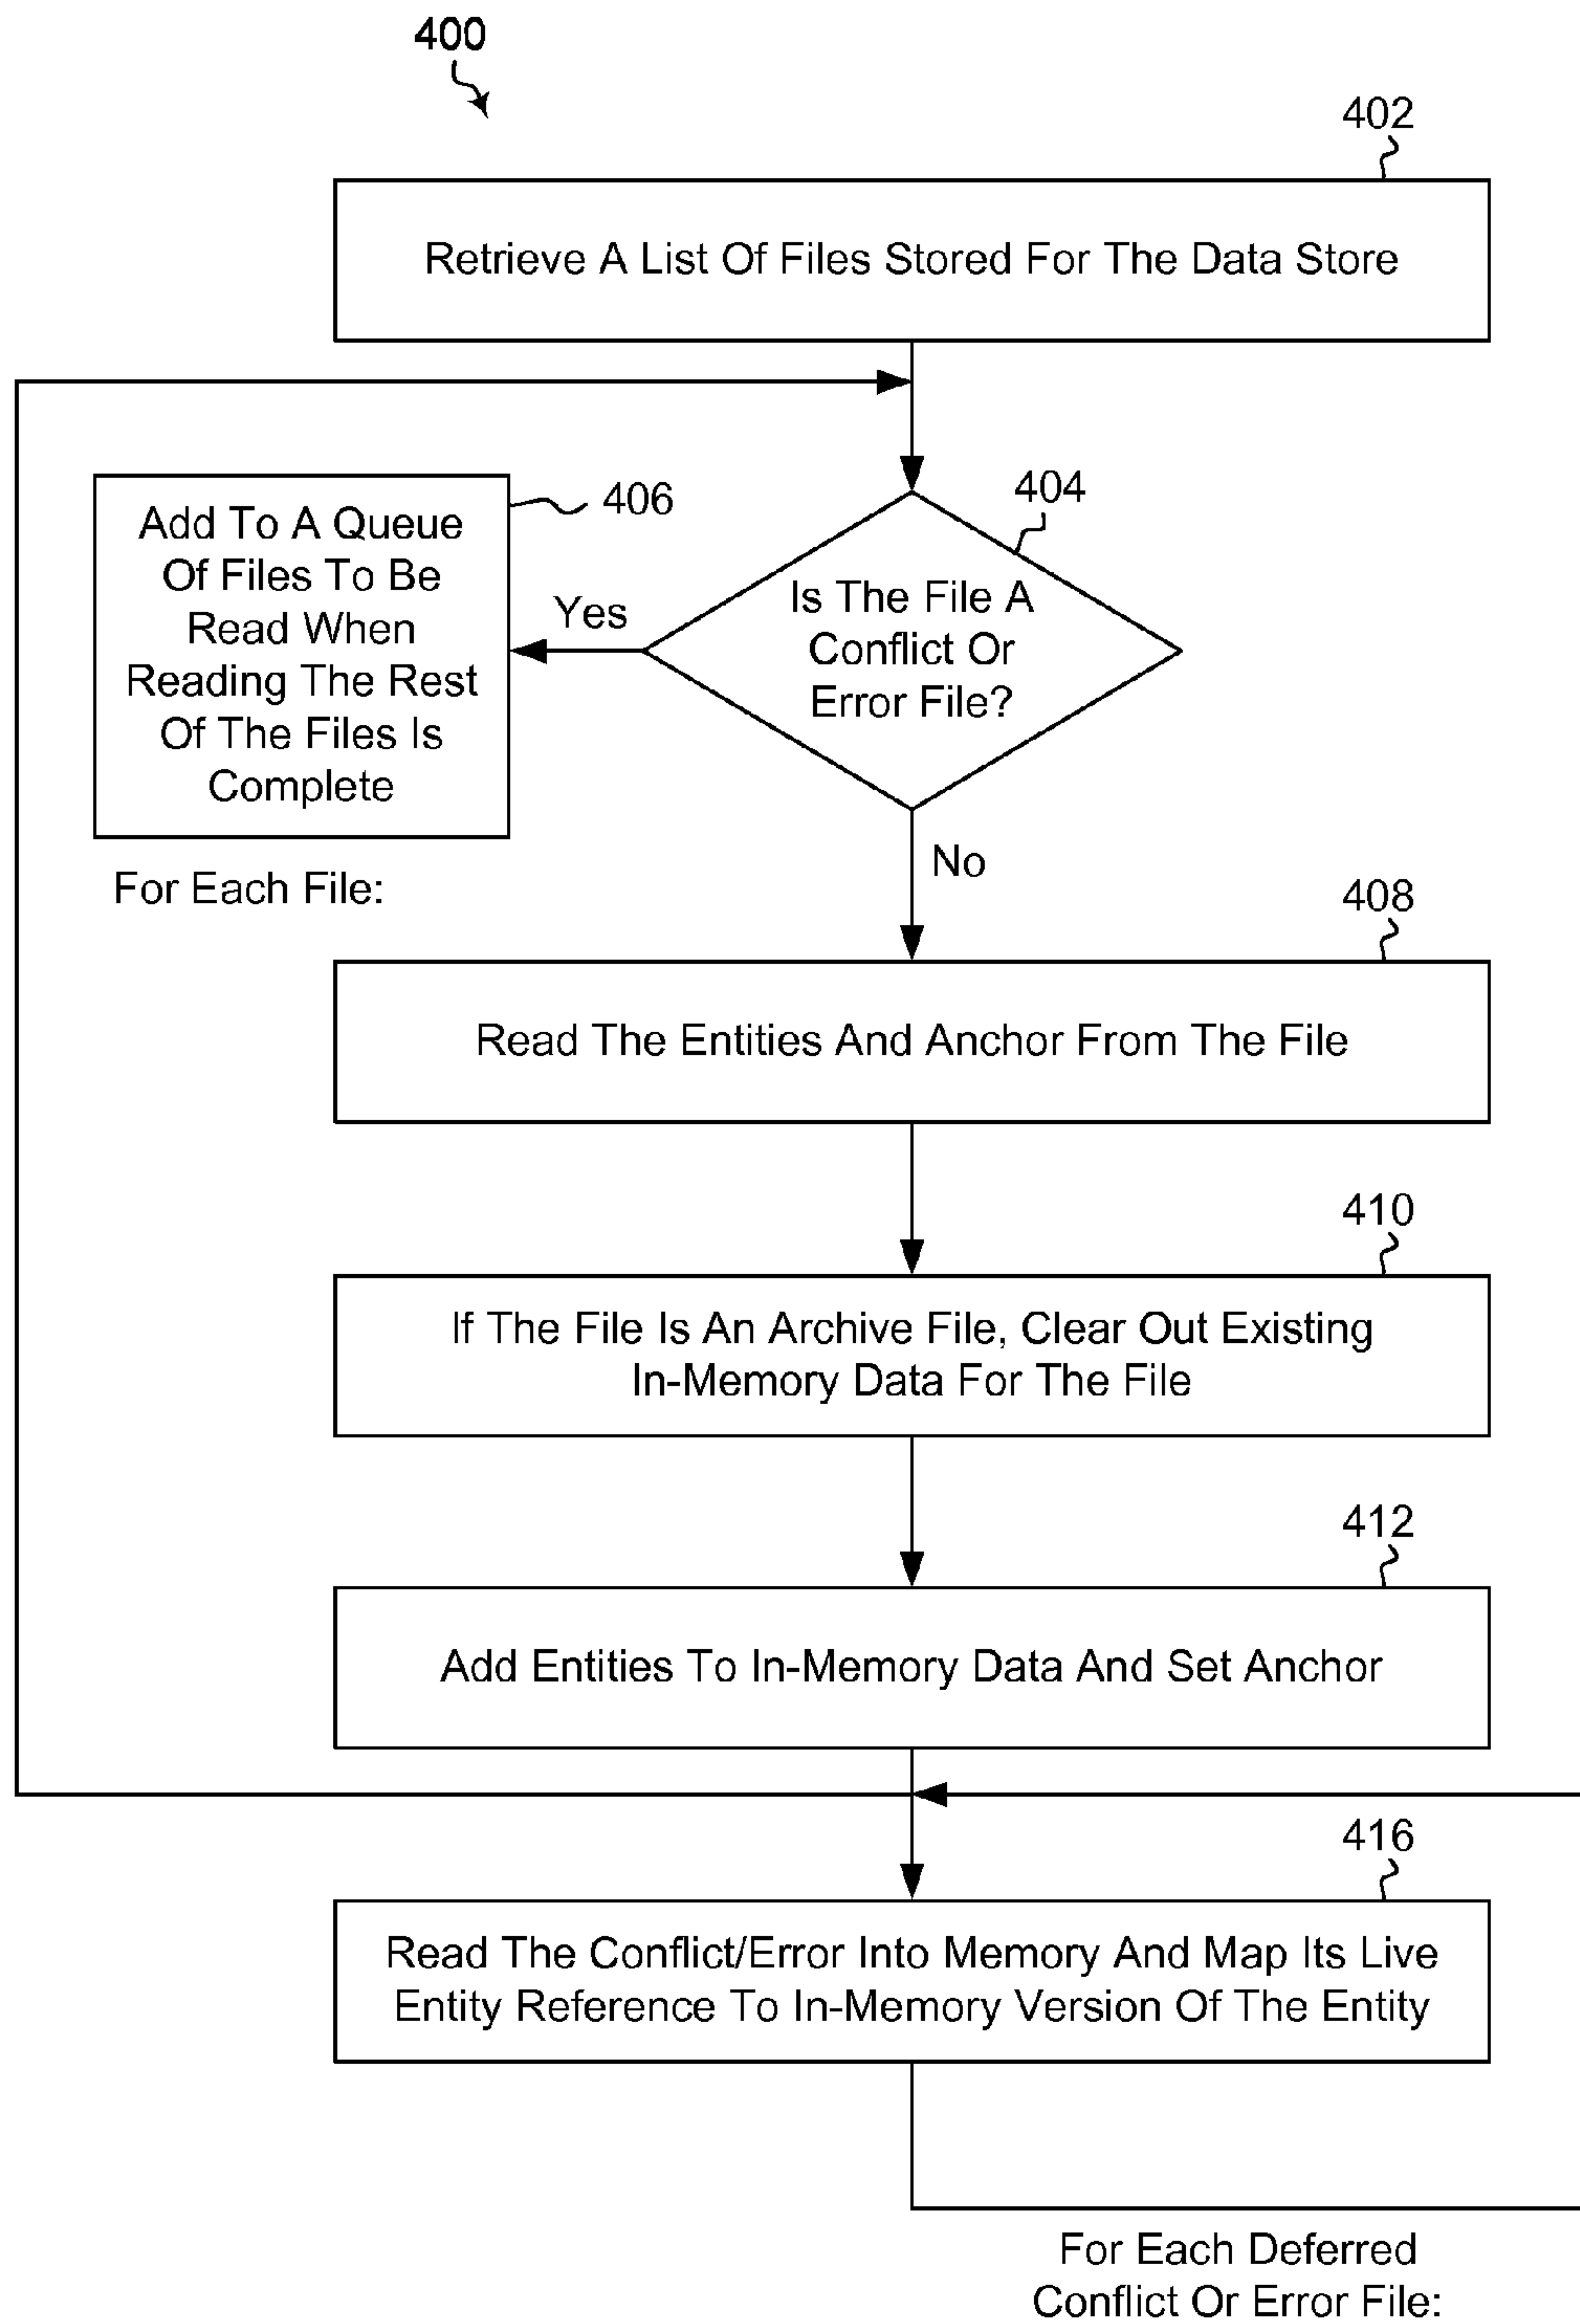 400
402
Retrieve A List Of Files Stored For The Data Store
404
Is The File A
Conflict Or
Error File?
Yes
406
Add To A Queue
Of Files To Be
Read When
Reading The Rest
Of The Files Is
Complete
For Each File:
No
408
Read The Entities And Anchor From The File
410
If The File Is An Archive File, Clear Out Existing
In-Memory Data For The File
412
Add Entities To In-Memory Data And Set Anchor
416
Read The Conflict/Error Into Memory And Map Its Live
Entity Reference To In-Memory Version Of The Entity
For Each Deferred
Conflict Or Error File: